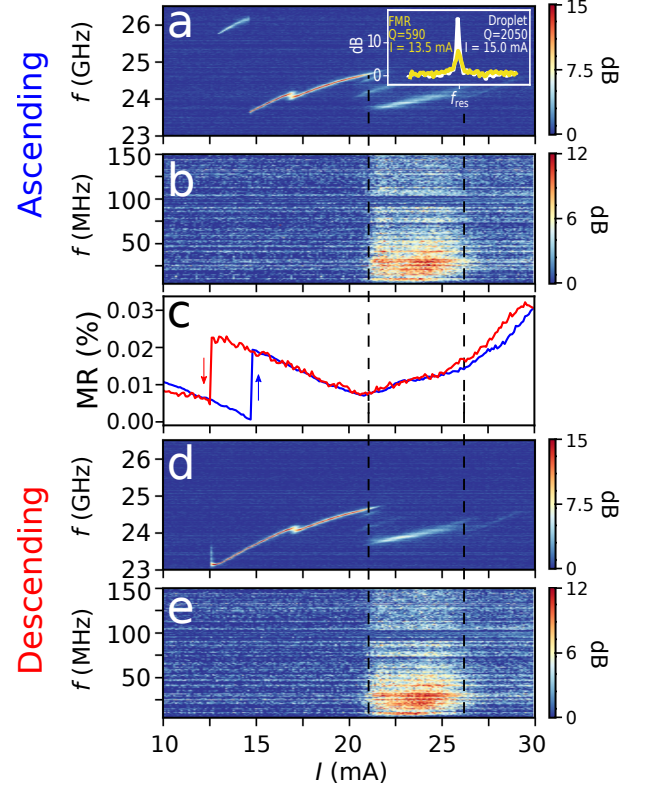 Ascending
Descending
a
f (GHz)
26
25
24
23
FMR
Q=590
I = 13.5 mA
Droplet
Q=2050
I = 15.0 mA
dB
10
0
f_res
15
7.5
0
dB
b
f (MHz)
150
100
50
12
6
0
dB
c
MR (%)
0.03
0.02
0.01
0.00
d
f (GHz)
26
25
24
23
15
7.5
0
dB
e
f (MHz)
150
100
50
12
6
0
dB
10
15
20
25
30
I (mA)